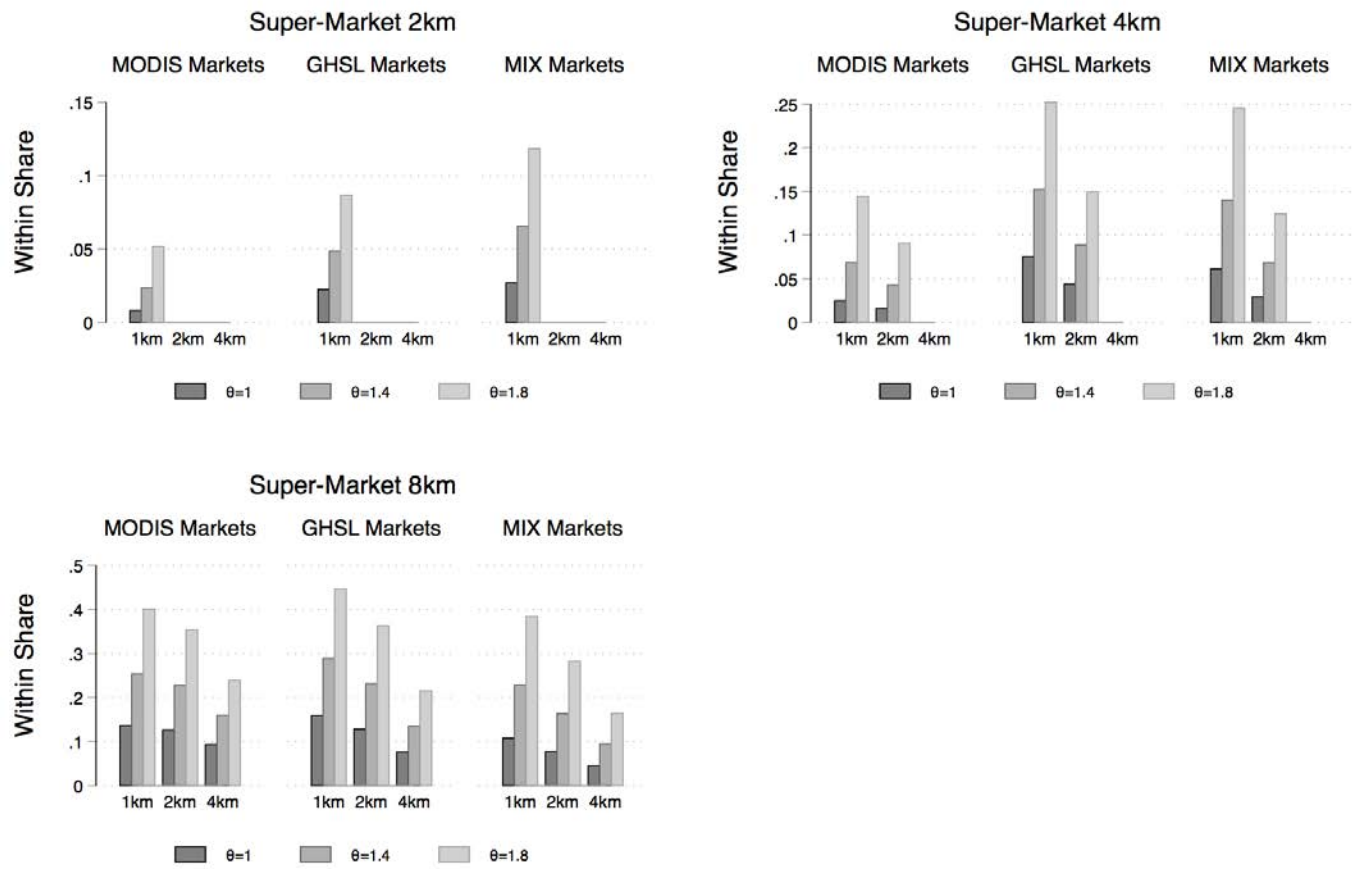 Super-Market 2km
MODIS Markets GHSL Markets MIX Markets
Within Share
.15
.1
.05
0
1km 2km 4km 1km 2km 4km 1km 2km 4km
θ=1 θ=1.4 θ=1.8
Super-Market 4km
MODIS Markets GHSL Markets MIX Markets
Within Share
.25
.2
.15
.1
.05
0
1km 2km 4km 1km 2km 4km 1km 2km 4km
θ=1 θ=1.4 θ=1.8
Super-Market 8km
MODIS Markets GHSL Markets MIX Markets
Within Share
.5
.4
.3
.2
.1
0
1km 2km 4km 1km 2km 4km 1km 2km 4km
θ=1 θ=1.4 θ=1.8